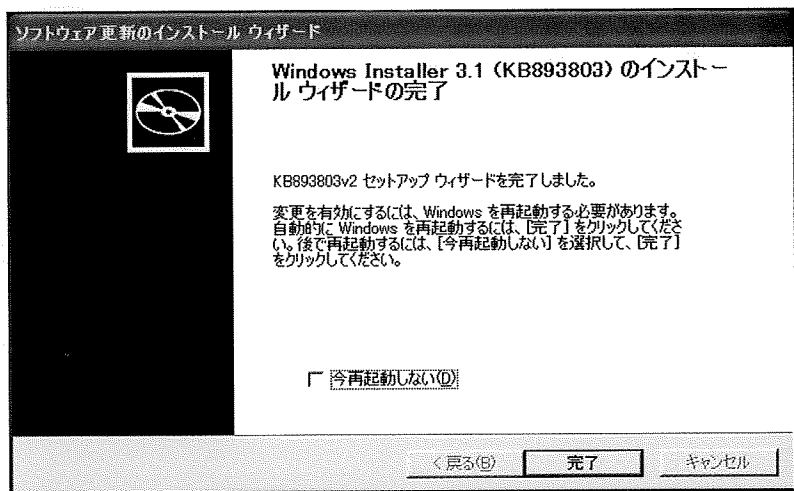 ソフトウェア更新のインストール ウィザード
Windows Installer 3.1 (KB893803) のインストー
ル ウィザードの完了
KB893803v2 セットアップ ウィザードを完了しました。
変更を有効にするには、Windows を再起動する必要があります。
自動的に Windows を再起動するには、[完了] をクリックしてくださ
い。後で再起動するには、[今再起動しない] を選択して、[完了]
をクリックしてください。
今再起動しない(D)
< 戻る(B)
完了
キャンセル